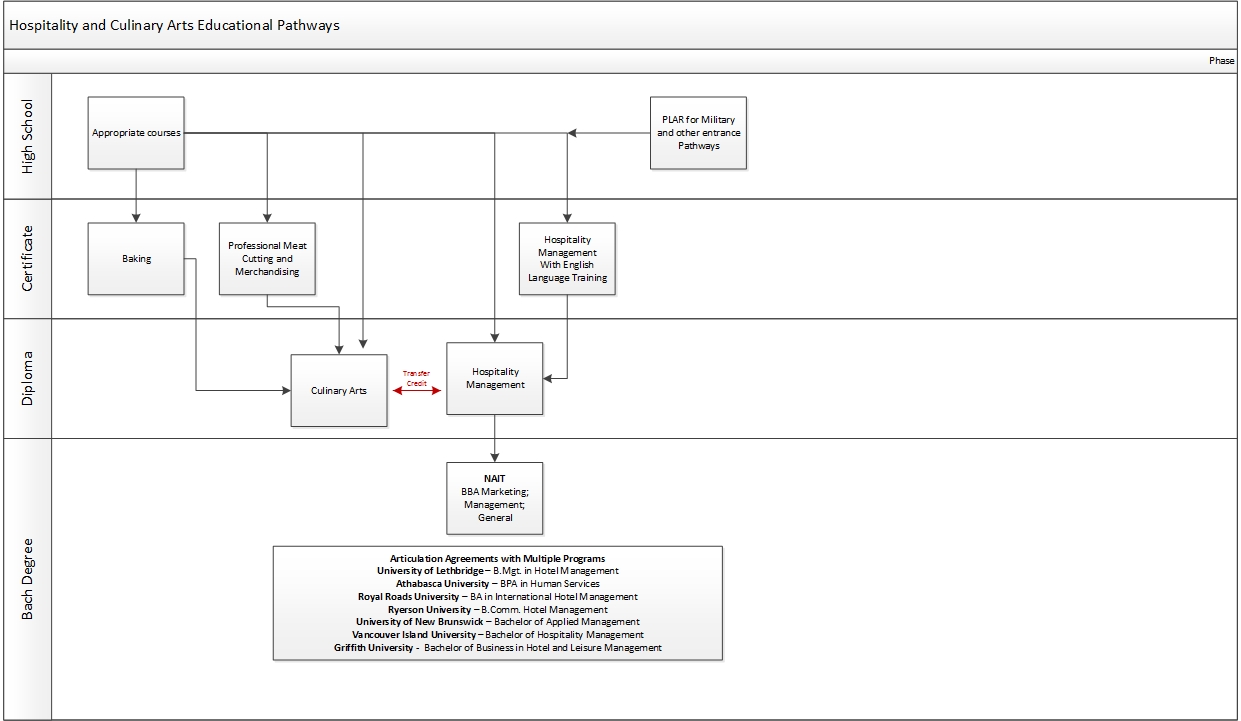 Hospitality and Culinary Arts Educational Pathways
Phase
High School
Appropriate courses
PLAR for Military
and other entrance
Pathways
Certificate
Baking
Professional Meat
Cutting and
Merchandising
Hospitality
Management
With English
Language Training
Diploma
Culinary Arts
Transfer
Credit
Hospitality
Management
Bach Degree
NAIT
BBA Marketing;
Management;
General
Articulation Agreements with Multiple Programs
University of Lethbridge – B.Mgt. in Hotel Management
Athabasca University – BPA in Human Services
Royal Roads University – BA in International Hotel Management
Ryerson University – B.Comm. Hotel Management
University of New Brunswick – Bachelor of Applied Management
Vancouver Island University – Bachelor of Hospitality Management
Griffith University - Bachelor of Business in Hotel and Leisure Management